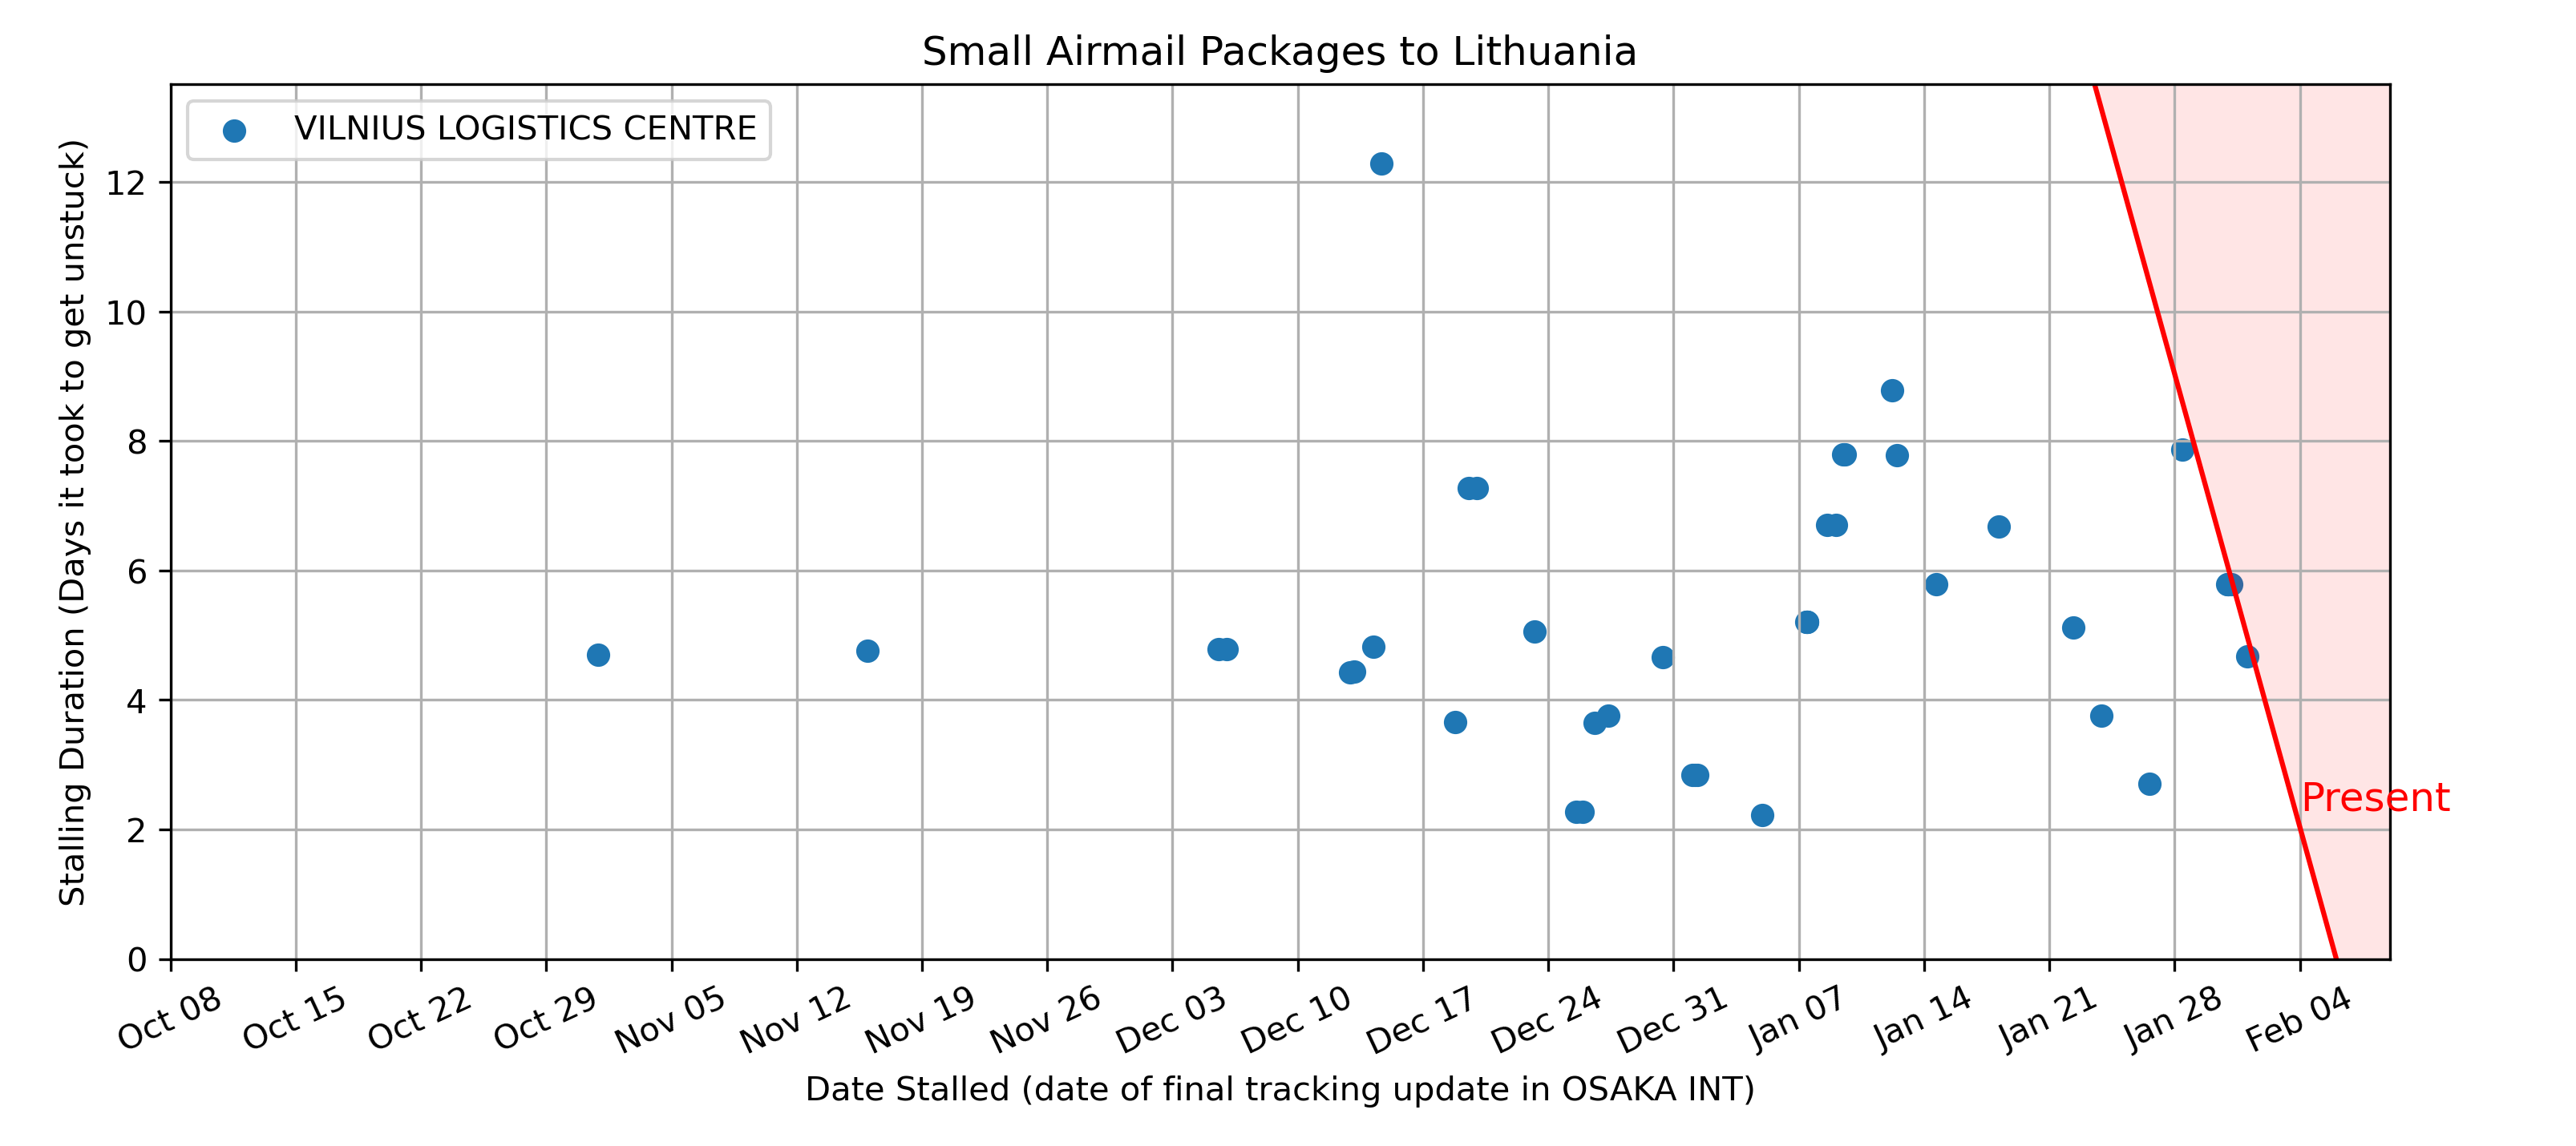 Small Airmail Packages to Lithuania
VILNIUS LOGISTICS CENTRE
Stalling Duration (Days it took to get unstuck)
12
10
8
6
4
2
0
Present
Oct 08
Oct 15
Oct 22
Oct 29
Nov 05
Nov 12
Nov 19
Nov 26
Dec 03
Dec 10
Dec 17
Dec 24
Dec 31
Jan 07
Jan 14
Jan 21
Jan 28
Feb 04
Date Stalled (date of final tracking update in OSAKA INT)